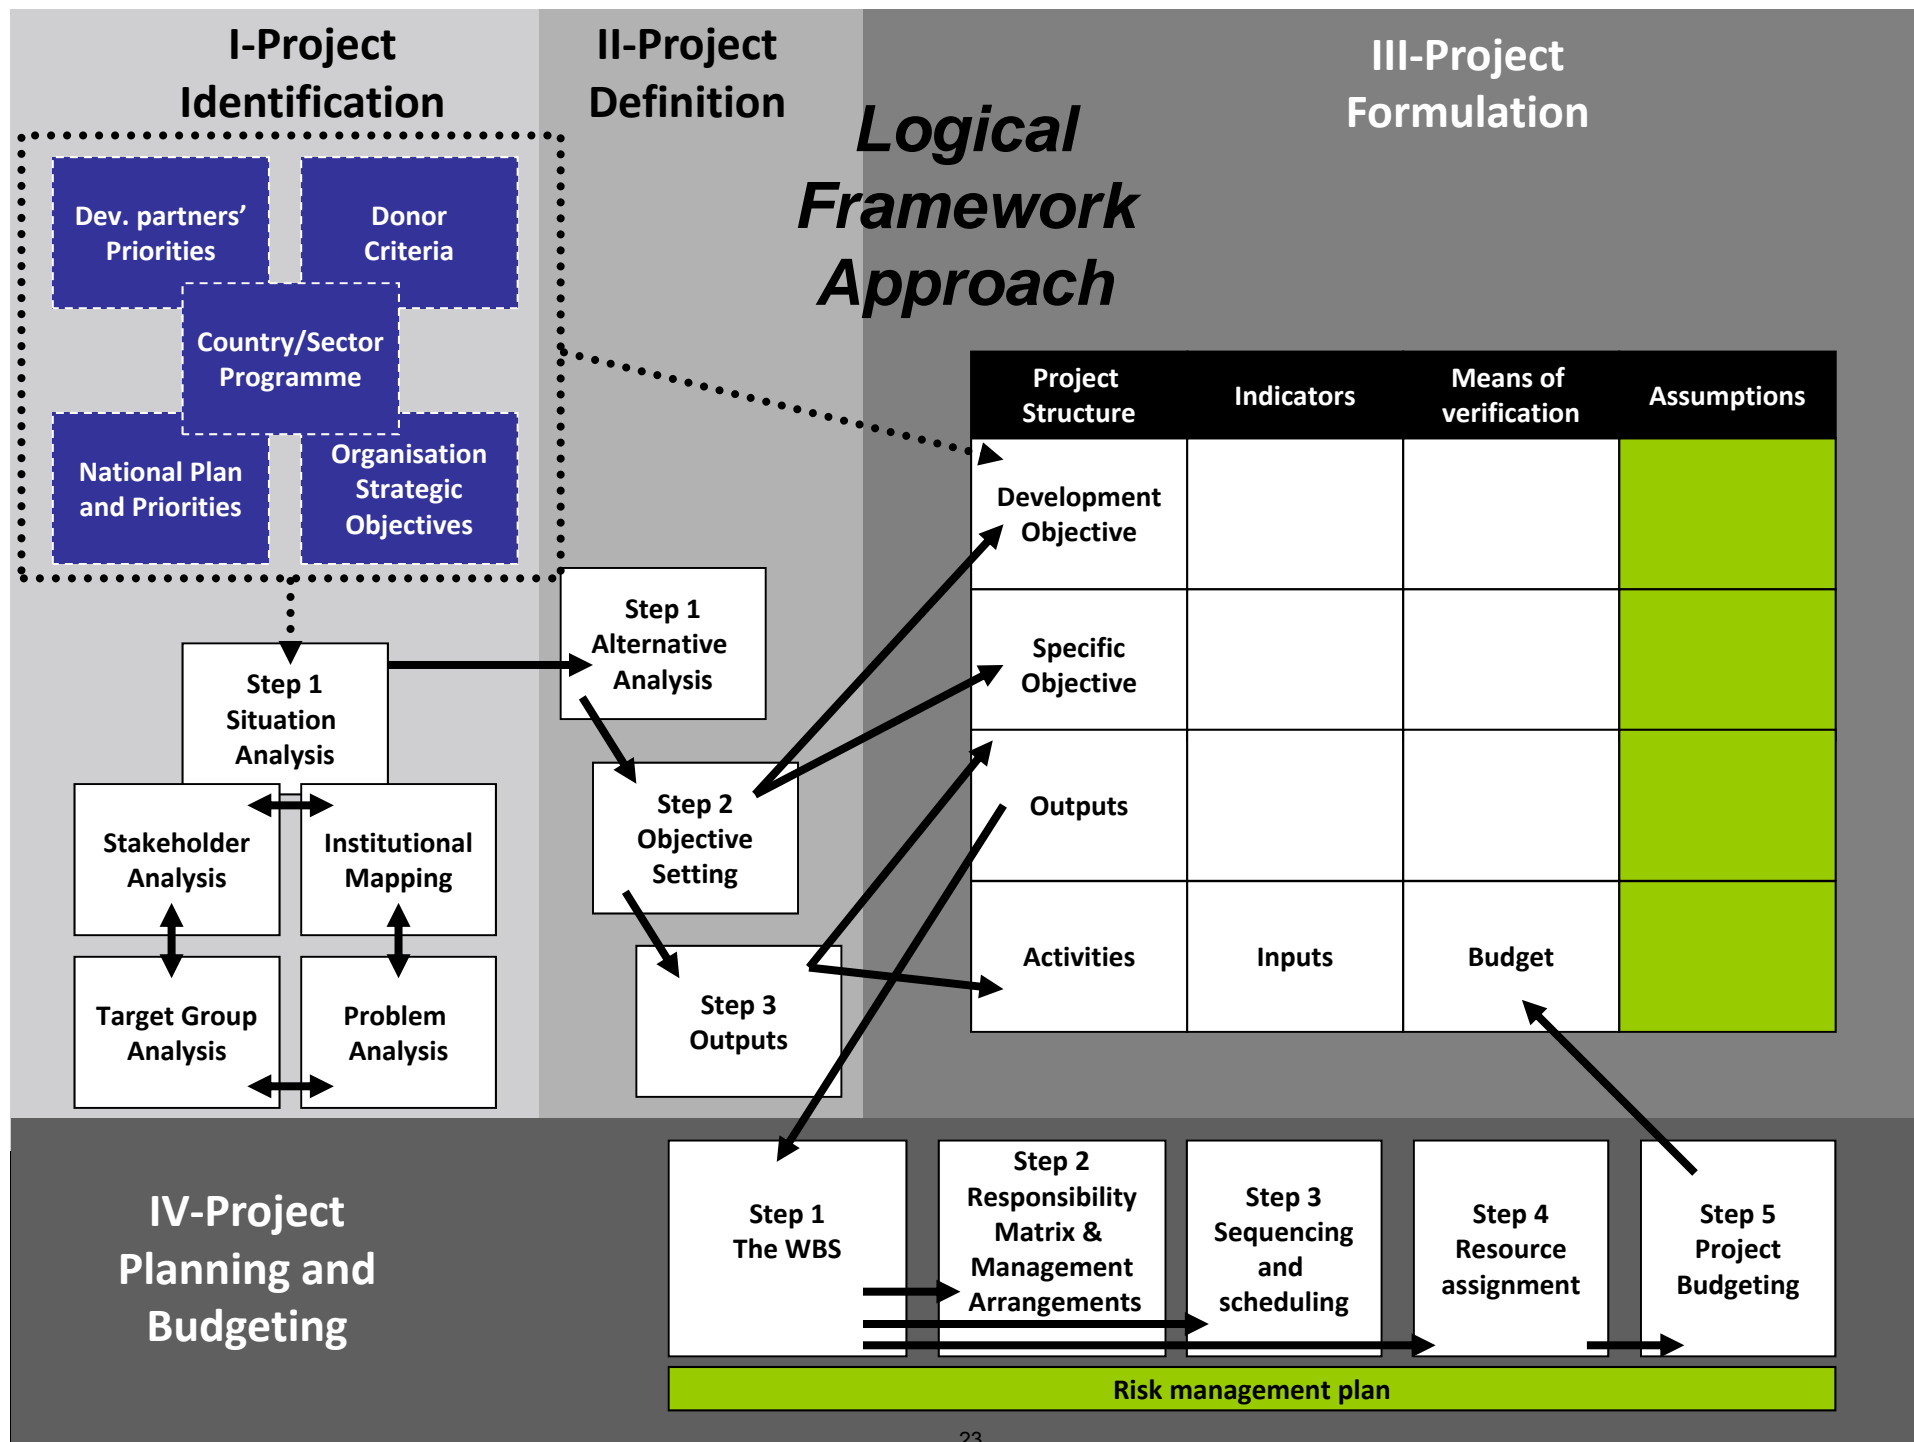 I-Project
Identification
II-Project
Definition
III-Project
Formulation
Logical
Framework
Approach
Dev. partners’
Priorities
Donor
Criteria
Country/Sector
Programme
National Plan
and Priorities
Organisation
Strategic
Objectives
Step 1
Situation
Analysis
Stakeholder
Analysis
Institutional
Mapping
Target Group
Analysis
Problem
Analysis
Step 1
Alternative
Analysis
Step 2
Objective
Setting
Step 3
Outputs
Project
Structure
Indicators
Means of
verification
Assumptions
Development
Objective
Specific
Objective
Outputs
Activities
Inputs
Budget
IV-Project
Planning and
Budgeting
Step 1
The WBS
Step 2
Responsibility
Matrix &
Management
Arrangements
Step 3
Sequencing
and
scheduling
Step 4
Resource
assignment
Step 5
Project
Budgeting
Risk management plan
23